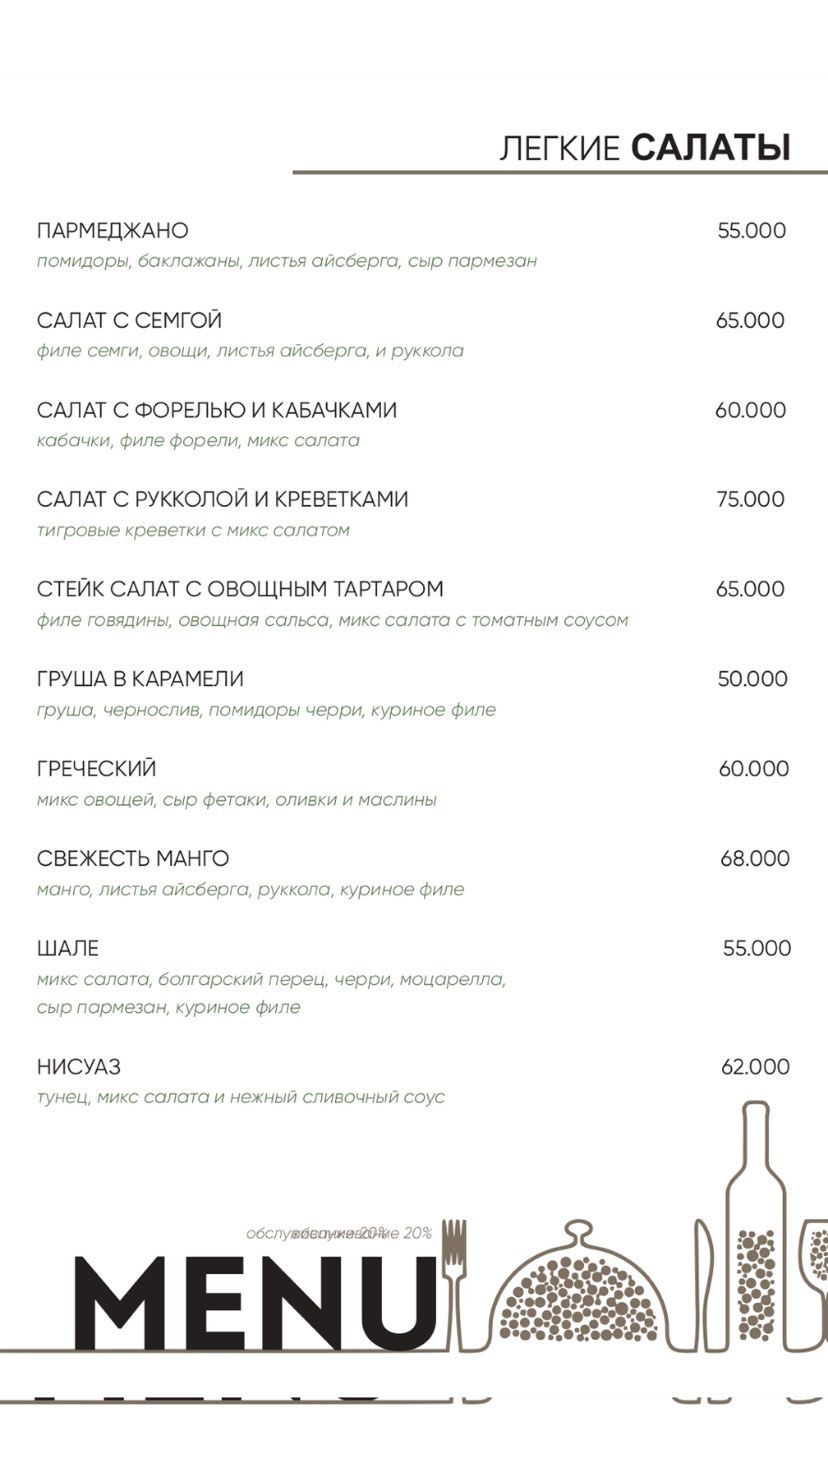 ЛЕГКИЕ САЛАТЫ
ПАРМЕДЖАНО 55.000
помидоры, баклажаны, листья айсберга, сыр пармезан
САЛАТ С СЕМГОЙ 65.000
филе семги, овощи, листья айсберга, и руккола
САЛАТ С ФОРЕЛЬЮ И КАБАЧКАМИ 60.000
кабачки, филе форели, микс салата
САЛАТ С РУККОЛОЙ И КРЕВЕТКАМИ 75.000
тигровые креветки с микс салатом
СТЕЙК САЛАТ С ОВОЩНЫМ ТАРТАРОМ 65.000
филе говядины, овощная сальса, микс салата с томатным соусом
ГРУША В КАРАМЕЛИ 50.000
груша, чернослив, помидоры черри, куриное филе
ГРЕЧЕСКИЙ 60.000
микс овощей, сыр фетаки, оливки и маслины
СВЕЖЕСТЬ МАНГО 68.000
манго, листья айсберга, руккола, куриное филе
ШАЛЕ 55.000
микс салата, болгарский перец, черри, моцарелла,
сыр пармезан, куриное филе
НИСУАЗ 62.000
тунец, микс салата и нежный сливочный соус
обслуживание 20%
MENU